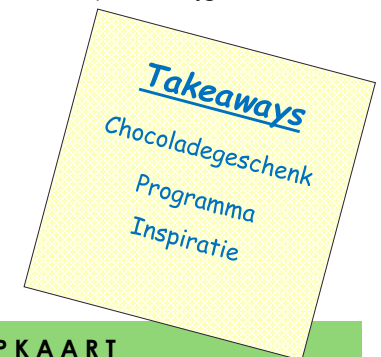 Takeaways
Chocoladegeschenk
Programma
Inspiratie
PKAART